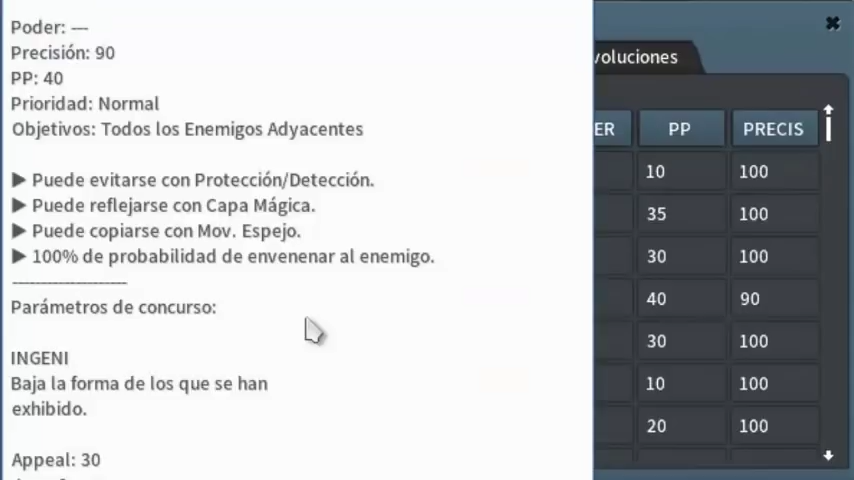 Poder: ---
Precisión: 90
PP: 40
Prioridad: Normal
Objetivos: Todos los Enemigos Adyacentes
▶ Puede evitarse con Protección/Detección.
▶ Puede reflejarse con Capa Mágica.
▶ Puede copiarse con Mov. Espejo.
▶ 100% de probabilidad de envenenar al enemigo.
---------------------
Parámetros de concurso:
INGENI
Baja la forma de los que se han
exhibido.
Appeal: 30
voluciones
ER PP PRECIS
10 100
35 100
30 100
40 90
30 100
10 100
20 100